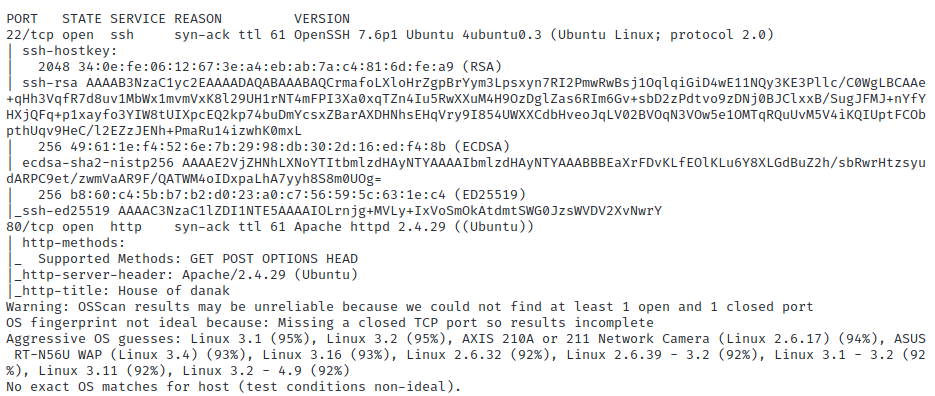 PORT   STATE SERVICE REASON         VERSION
22/tcp open  ssh     syn-ack ttl 61 OpenSSH 7.6p1 Ubuntu 4ubuntu0.3 (Ubuntu Linux; protocol 2.0)
| ssh-hostkey:
|   2048 34:0e:fe:06:12:67:3e:a4:eb:ab:7a:c4:81:6d:fe:a9 (RSA)
| ssh-rsa AAAAB3NzaC1yc2EAAAADAQABAAABAQCrmafoLXloHrZgpBrYym3Lpsxyn7RI2PmwRwBsj1OqlqiGiD4wE11NQy3KE3Pllc/C0WgLBCAAe
+qHh3VqfR7d8uv1MbWx1mvmVxK8l29UH1rNT4mFPI3Xa0xqTZn4Iu5RwXXuM4H9OzDglZas6RIm6Gv+sbD2zPdtvo9zDNj0BJClxxB/SugJFMJ+nYfY
HXjQFq+p1xayfo3YIW8tUIXpcEQ2kp74buDmYcsxZBarAXDHNhsEHqVry9I854UWXXCdbHveoJqLV02BVOqN3VOw5e1OMTqRQuUvM5V4iKQIUptFCOb
pthUqv9HeC/l2EZzJENh+PmaRu14izwhK0mxL
|   256 49:61:1e:f4:52:6e:7b:29:98:db:30:2d:16:ed:f4:8b (ECDSA)
| ecdsa-sha2-nistp256 AAAAE2VjZHNhLXNoYTItbmlzdHAyNTYAAAAIbmlzdHAyNTYAAABBBEaXrFDvKLfEOlKLu6Y8XLGdBuZ2h/sbRwrHtzsyu
dARPC9et/zwmVaAR9F/QATWM4oIDxpaLhA7yyh8S8m0UOg=
|   256 b8:60:c4:5b:b7:b2:d0:23:a0:c7:56:59:5c:63:1e:c4 (ED25519)
|_ssh-ed25519 AAAAC3NzaC1lZDI1NTE5AAAAIOLrnjg+MVLy+IxVoSmOkAtdmtSWG0JzsWVDV2XvNwrY
80/tcp open  http    syn-ack ttl 61 Apache httpd 2.4.29 ((Ubuntu))
| http-methods:
|_  Supported Methods: GET POST OPTIONS HEAD
|_http-server-header: Apache/2.4.29 (Ubuntu)
|_http-title: House of danak
Warning: OSScan results may be unreliable because we could not find at least 1 open and 1 closed port
OS fingerprint not ideal because: Missing a closed TCP port so results incomplete
Aggressive OS guesses: Linux 3.1 (95%), Linux 3.2 (95%), AXIS 210A or 211 Network Camera (Linux 2.6.17) (94%), ASUS
 RT-N56U WAP (Linux 3.4) (93%), Linux 3.16 (93%), Linux 2.6.32 (92%), Linux 2.6.39 - 3.2 (92%), Linux 3.1 - 3.2 (92
%), Linux 3.11 (92%), Linux 3.2 - 4.9 (92%)
No exact OS matches for host (test conditions non-ideal).